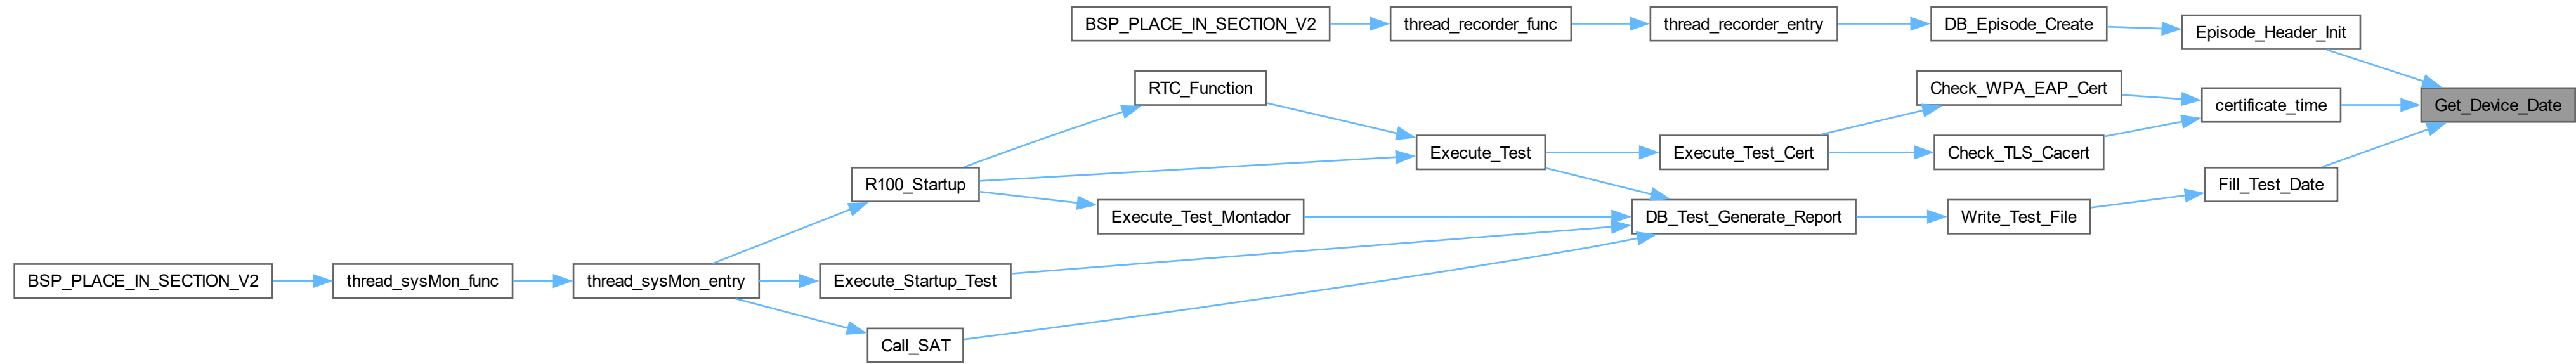 BSP_PLACE_IN_SECTION_V2
thread_recorder_func
thread_recorder_entry
DB_Episode_Create
Episode_Header_Init
RTC_Function
Check_WPA_EAP_Cert
certificate_time
Get_Device_Date
Execute_Test
Execute_Test_Cert
Check_TLS_Cacert
R100_Startup
Fill_Test_Date
Execute_Test_Montador
DB_Test_Generate_Report
Write_Test_File
BSP_PLACE_IN_SECTION_V2
thread_sysMon_func
thread_sysMon_entry
Execute_Startup_Test
Call_SAT